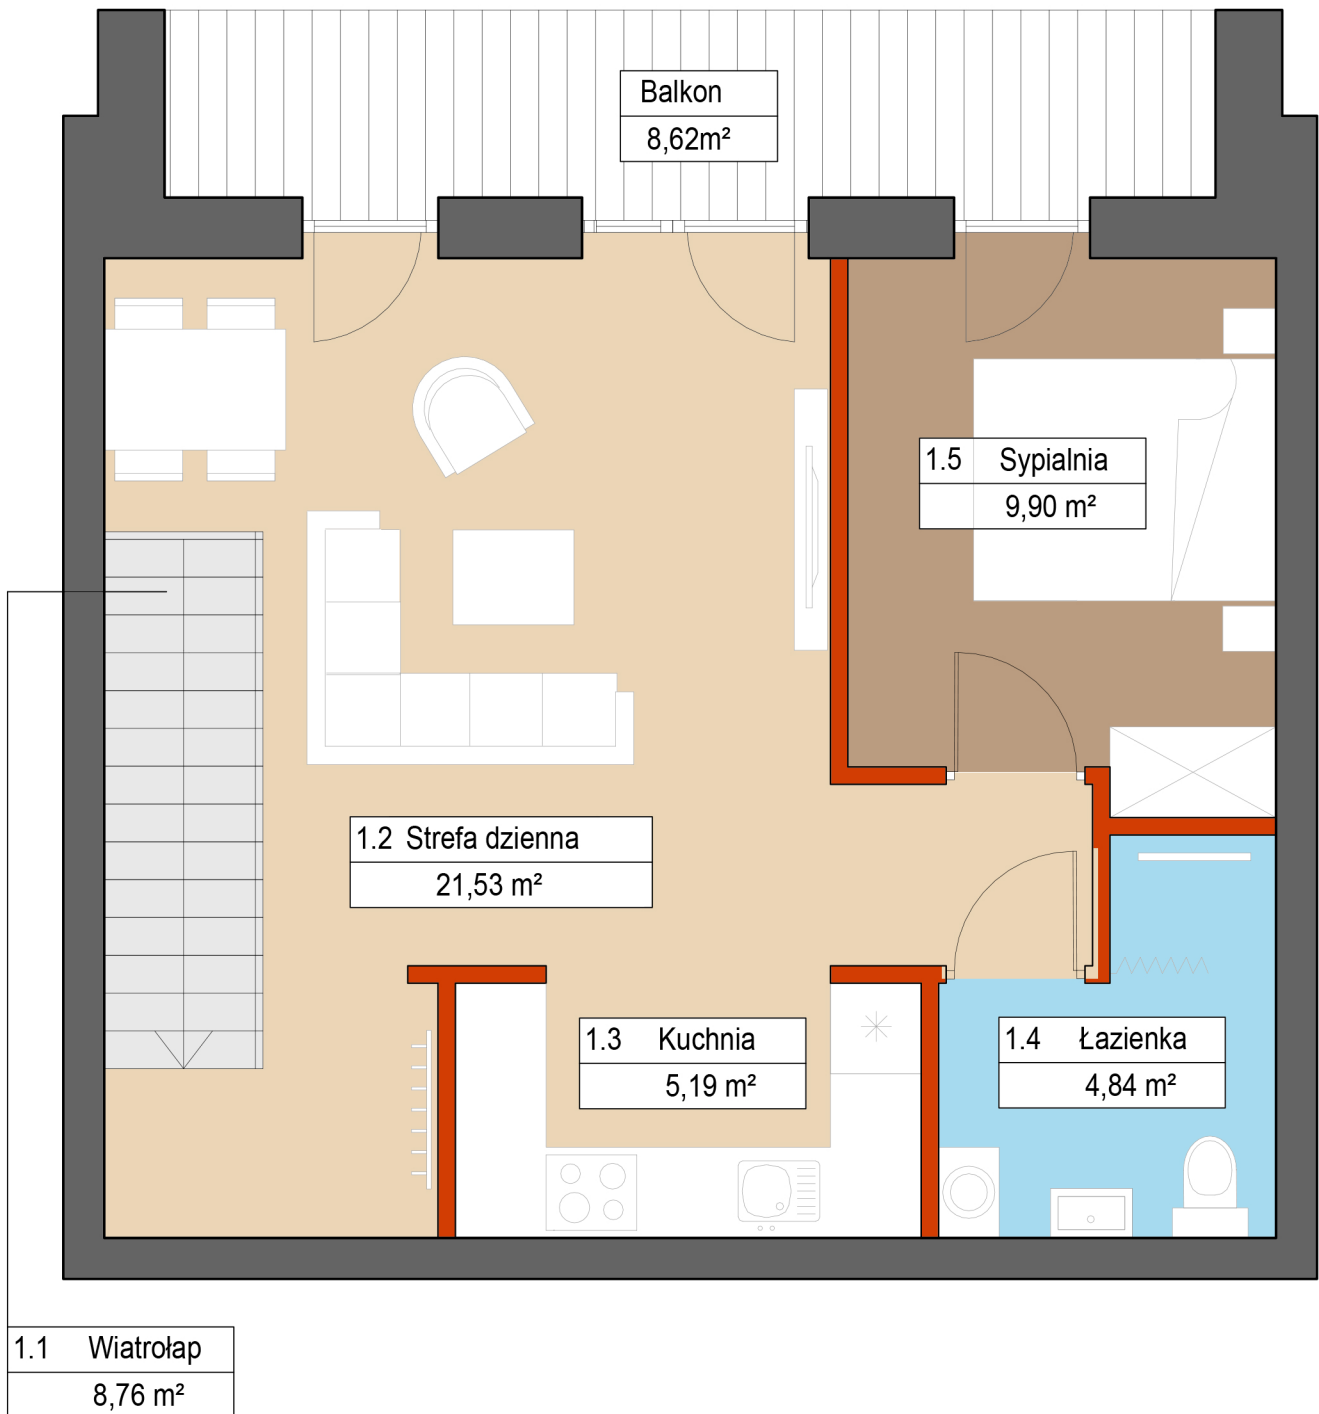 Balkon
8,62m²
1.5 Sypialnia
9,90 m²
1.2 Strefa dzienna
21,53 m²
1.3 Kuchnia
5,19 m²
1.4 Łazienka
4,84 m²
1.1 Wiatrołap
8,76 m²